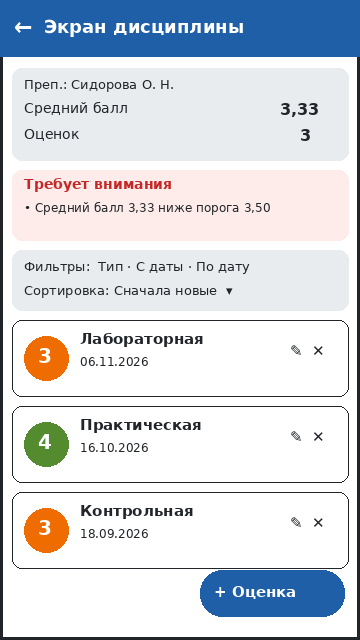 ← Экран дисциплины
Преп.: Сидорова О. Н.
Средний балл 3,33
Оценок 3
Требует внимания
• Средний балл 3,33 ниже порога 3,50
Фильтры: Тип · С даты · По дату
Сортировка: Сначала новые ▾
3 Лабораторная ✎ ✕
06.11.2026
4 Практическая ✎ ✕
16.10.2026
3 Контрольная ✎ ✕
18.09.2026
+ Оценка